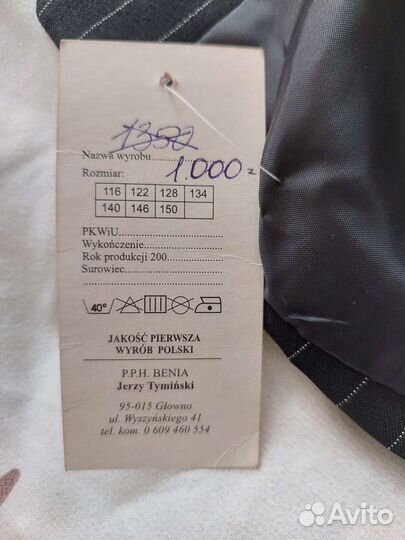 1350
Nazwa wyrobu
Rozmiar: 1.000=
116 122 128 134
140 146 150
PKWiU
Wykończenie
Rok produkcji 200
Surowiec
40°
JAKOŚĆ PIERWSZA
WYRÓB POLSKI
P.P.H. BENIA
Jerzy Tymiński
95-015 Głowno
ul. Wyszyńskiego 41
tel. kom. 0 609 460 554
Avito